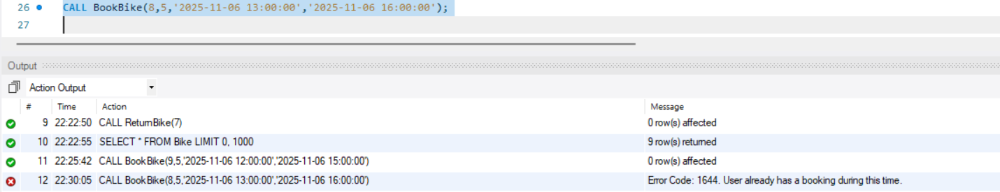 26 CALL BookBike(8,5,'2025-11-06 13:00:00','2025-11-06 16:00:00');
27
Output
Action Output
# Time Action Message
9 22:22:50 CALL ReturnBike(7) 0 row(s) affected
10 22:22:55 SELECT * FROM Bike LIMIT 0, 1000 9 row(s) returned
11 22:25:42 CALL BookBike(9,5,'2025-11-06 12:00:00','2025-11-06 15:00:00') 0 row(s) affected
12 22:30:05 CALL BookBike(8,5,'2025-11-06 13:00:00','2025-11-06 16:00:00') Error Code: 1644. User already has a booking during this time.